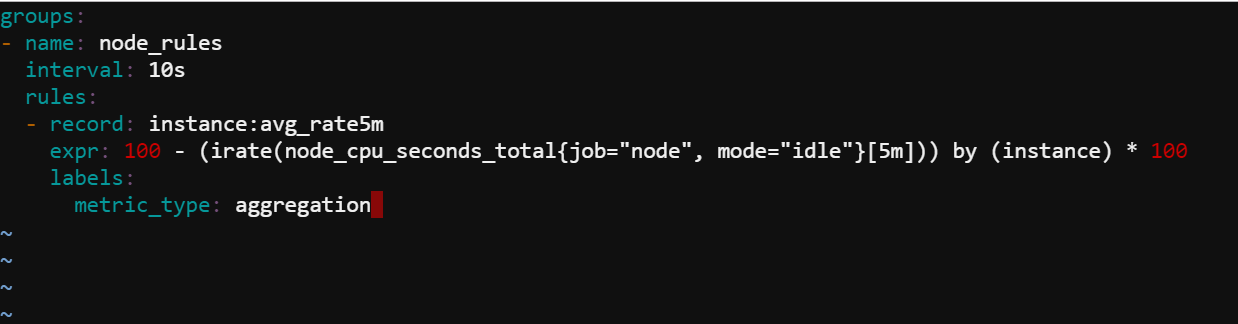 groups:
- name: node_rules
  interval: 10s
  rules:
  - record: instance:avg_rate5m
    expr: 100 - (irate(node_cpu_seconds_total{job="node", mode="idle"}[5m])) by (instance) * 100
    labels:
      metric_type: aggregation
~
~
~
~